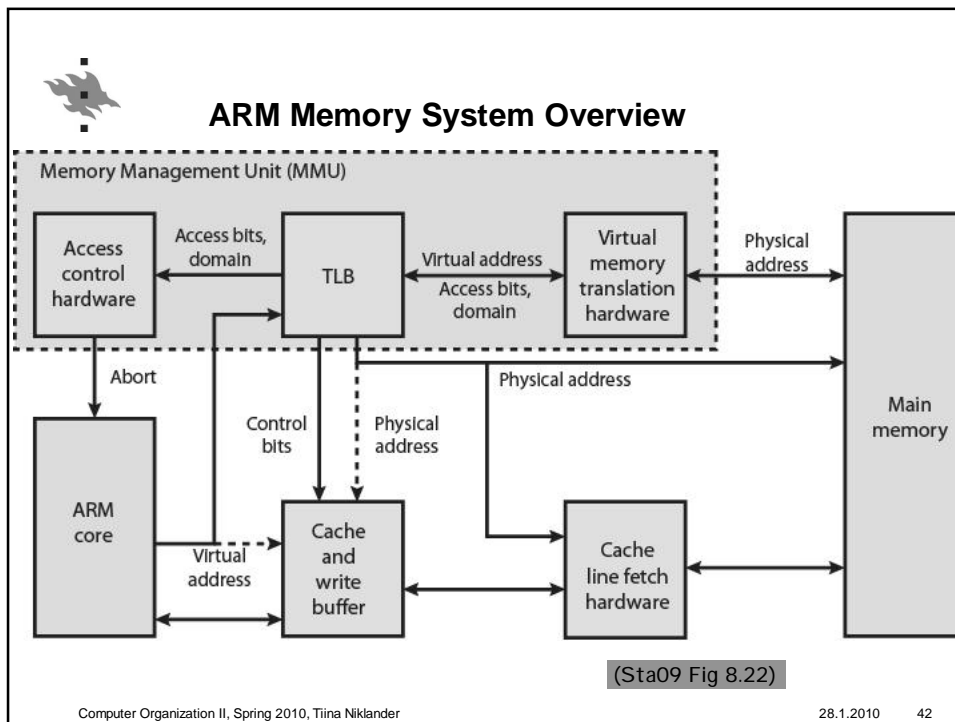 ARM Memory System Overview
Memory Management Unit (MMU)
Access
control
hardware
Access bits,
domain
TLB
Virtual address
Access bits,
domain
Virtual
memory
translation
hardware
Physical
address
Abort
Control
bits
Physical
address
Physical address
Main
memory
ARM
core
Virtual
address
Cache
and
write
buffer
Cache
line fetch
hardware
(Sta09 Fig 8.22)
Computer Organization II, Spring 2010, Tiina Niklander
28.1.2010
42